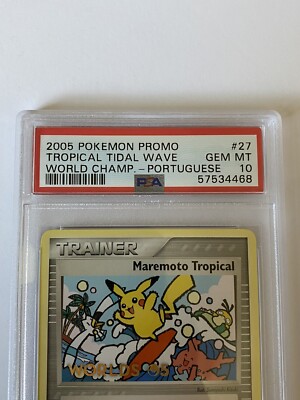 2005 POKEMON PROMO #27
TROPICAL TIDAL WAVE GEM MT
WORLD CHAMP. - PORTUGUESE 10
PSA 57534468
TRAINER
Maremoto Tropical
WORLDS '05